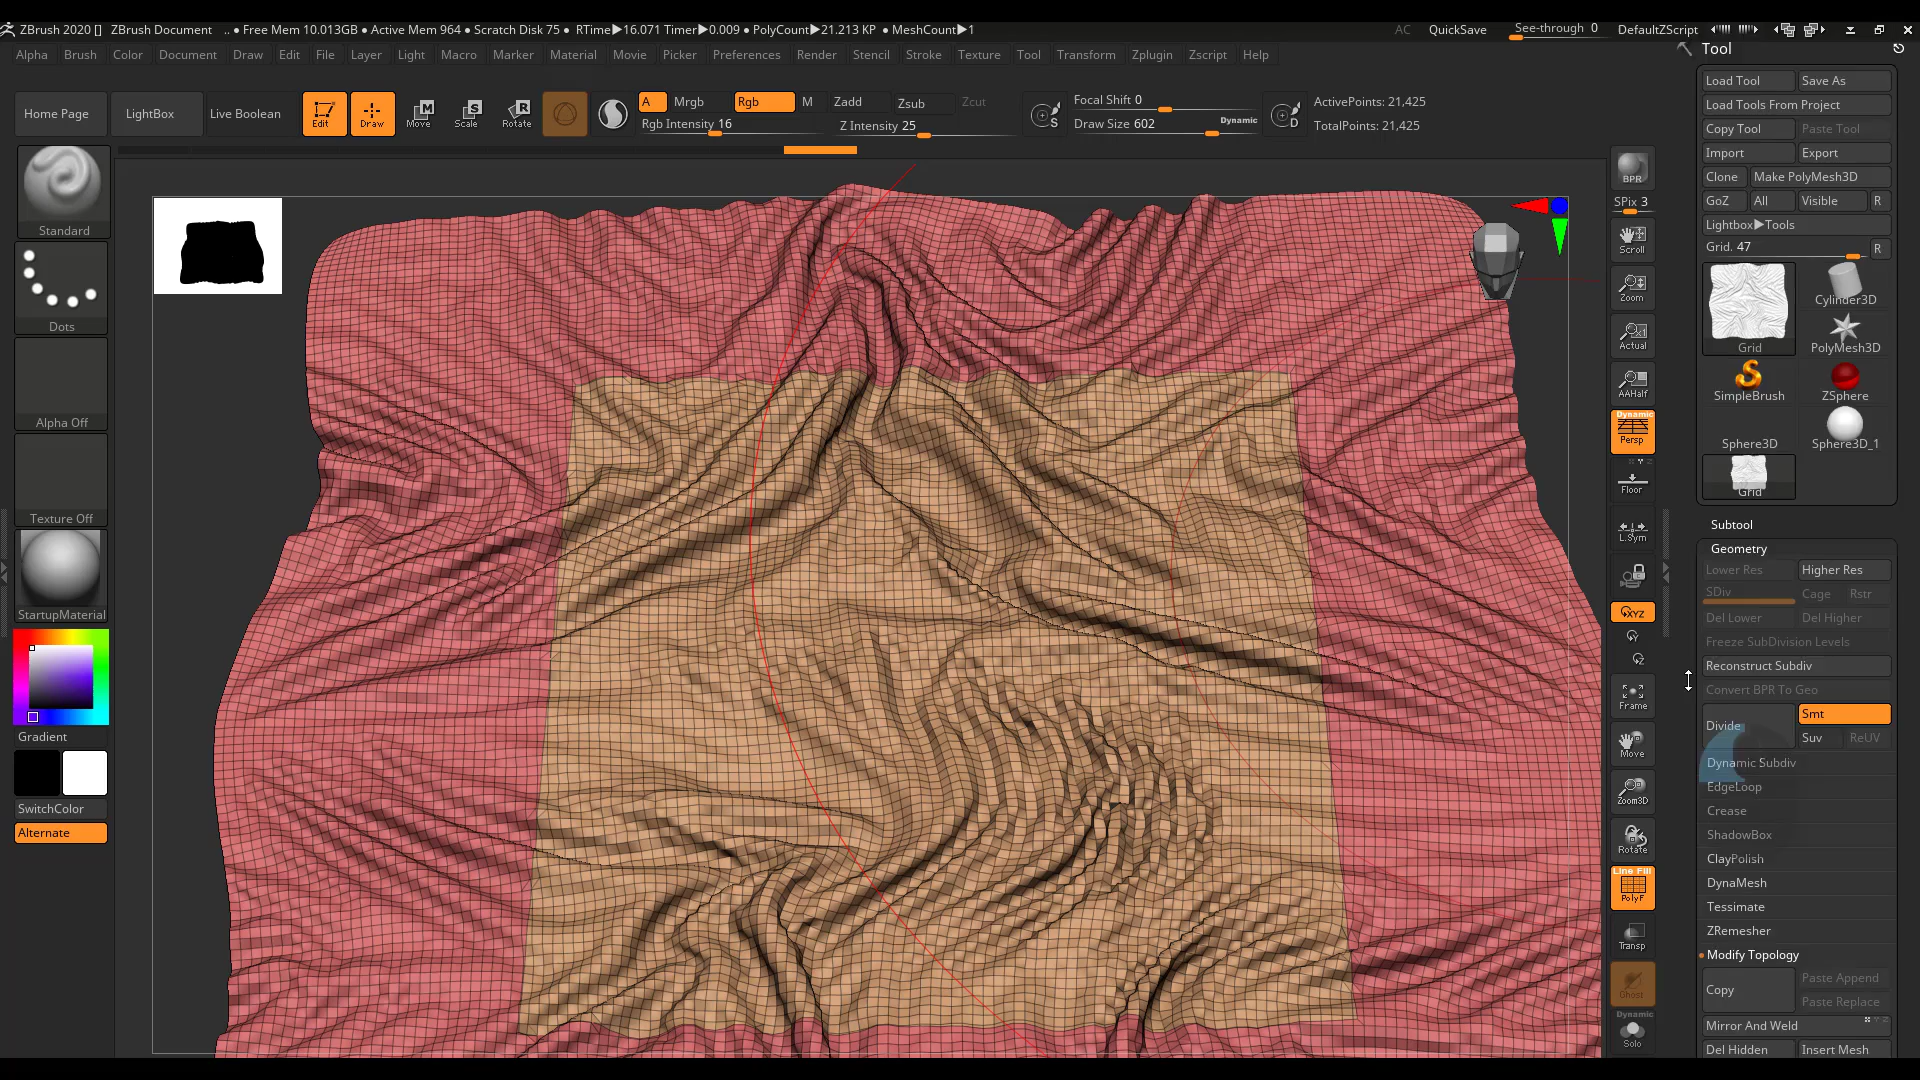 ZBrush 2020 [] ZBrush Document .. ● Free Mem 10.013GB ● Active Mem 964 ● Scratch Disk 75 ● RTime▶16.071 Timer▶0.009 ● PolyCount▶21.213 KP ● MeshCount▶1 AC QuickSave See-through 0 DefaultZScript
Alpha Brush Color Document Draw Edit File Layer Light Macro Marker Material Movie Picker Preferences Render Stencil Stroke Texture Tool Transform Zplugin Zscript Help
Home Page LightBox Live Boolean Edit Draw Move Scale Rotate
A Mrgb Rgb M Zadd Zsub Zcut
Rgb Intensity 16 Z Intensity 25
S
Focal Shift 0
Draw Size 602 Dynamic
D
ActivePoints: 21,425
TotalPoints: 21,425
Standard
Dots
Alpha Off
Texture Off
StartupMaterial
Gradient
SwitchColor
Alternate
BPR
SPix 3
Scroll
Zoom
Actual
AAHalf
Dynamic
Persp
Floor
L.Sym
XYZ
Y
Z
Frame
Move
Zoom3D
Rotate
Line Fill
PolyF
Transp
Ghost
Dynamic
Solo
Tool
Load Tool Save As
Load Tools From Project
Copy Tool Paste Tool
Import Export
Clone Make PolyMesh3D
GoZ All Visible R
Lightbox▶Tools
Grid. 47 R
Grid Cylinder3D
PolyMesh3D
SimpleBrush ZSphere
Sphere3D Sphere3D_1
Grid
Subtool
Geometry
Lower Res Higher Res
SDiv Cage Rstr
Del Lower Del Higher
Freeze SubDivision Levels
Reconstruct Subdiv
Convert BPR To Geo
Divide Smt
Suv ReUV
Dynamic Subdiv
EdgeLoop
Crease
ShadowBox
ClayPolish
DynaMesh
Tessimate
ZRemesher
Modify Topology
Copy Paste Append
Paste Replace
Mirror And Weld
Del Hidden Insert Mesh